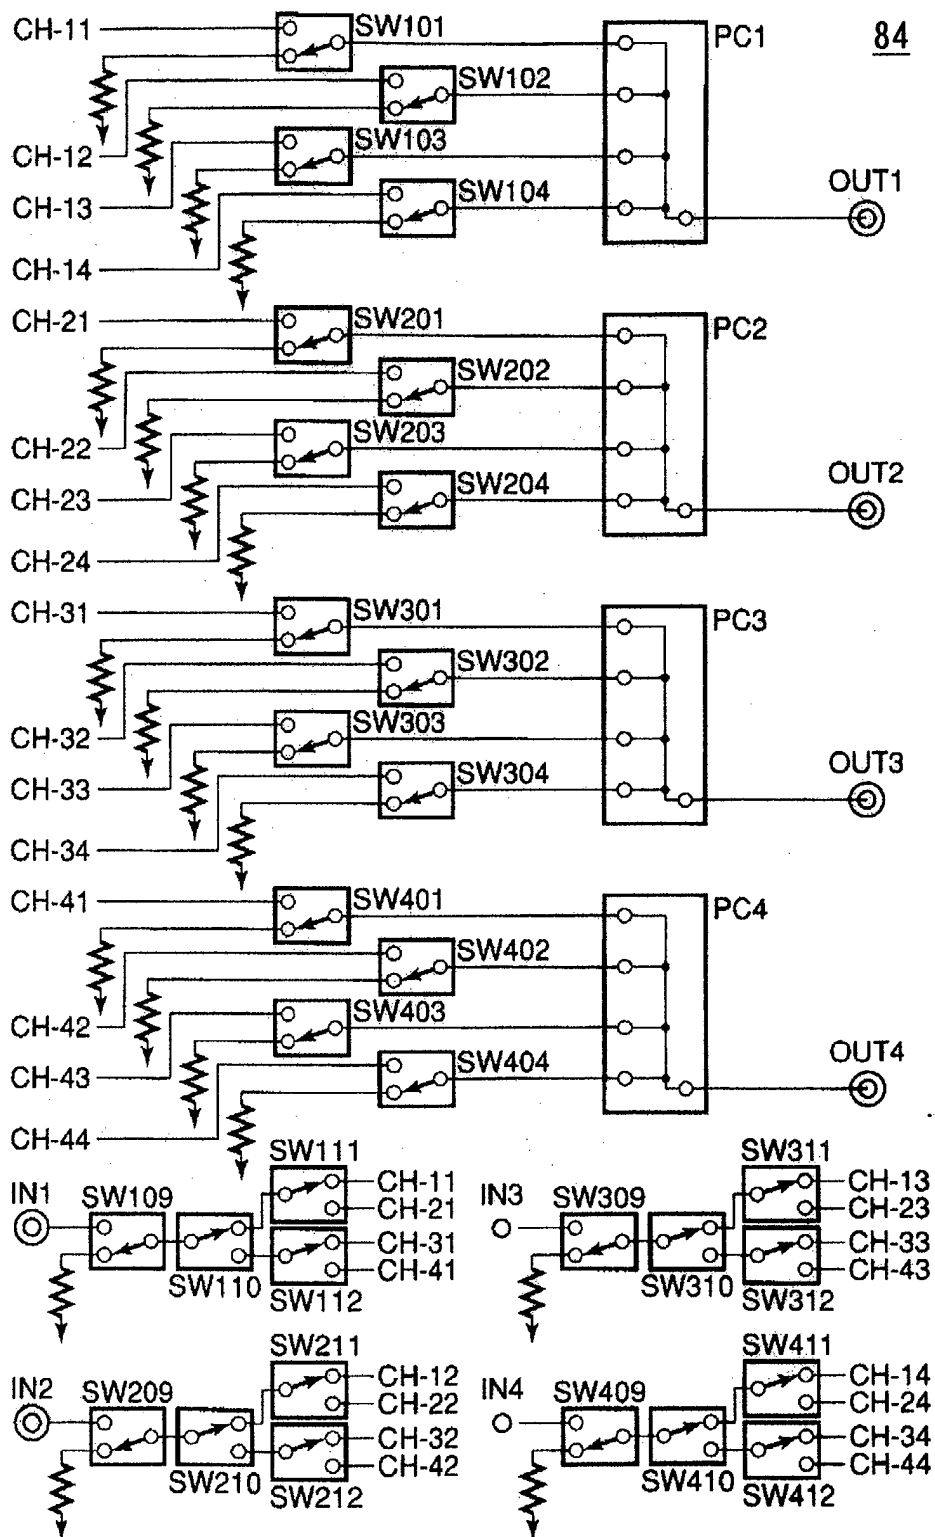 84
CH-11 SW101 PC1
SW102
CH-12 SW103
CH-13 SW104 OUT1
CH-14
CH-21 SW201 PC2
SW202
CH-22 SW203
CH-23 SW204 OUT2
CH-24
CH-31 SW301 PC3
SW302
CH-32 SW303
CH-33 SW304 OUT3
CH-34
CH-41 SW401 PC4
SW402
CH-42 SW403
CH-43 SW404 OUT4
CH-44
IN1 SW109 SW111 CH-11
CH-21
CH-31
SW110 CH-41
SW112
IN3 SW309 SW311 CH-13
CH-23
CH-33
SW310 CH-43
SW312
IN2 SW209 SW211 CH-12
CH-22
CH-32
SW210 CH-42
SW212
IN4 SW409 SW411 CH-14
CH-24
CH-34
SW410 CH-44
SW412